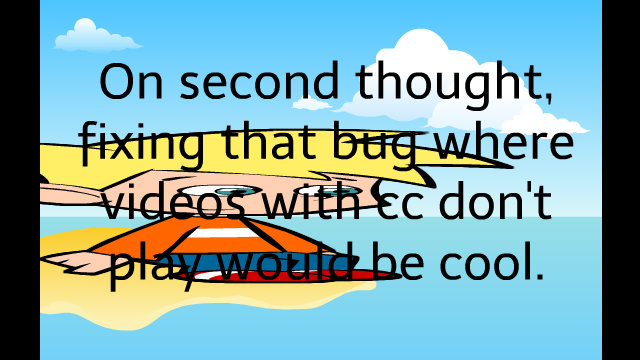 On second thought,
fixing that bug where
videos with cc don't
play would be cool.